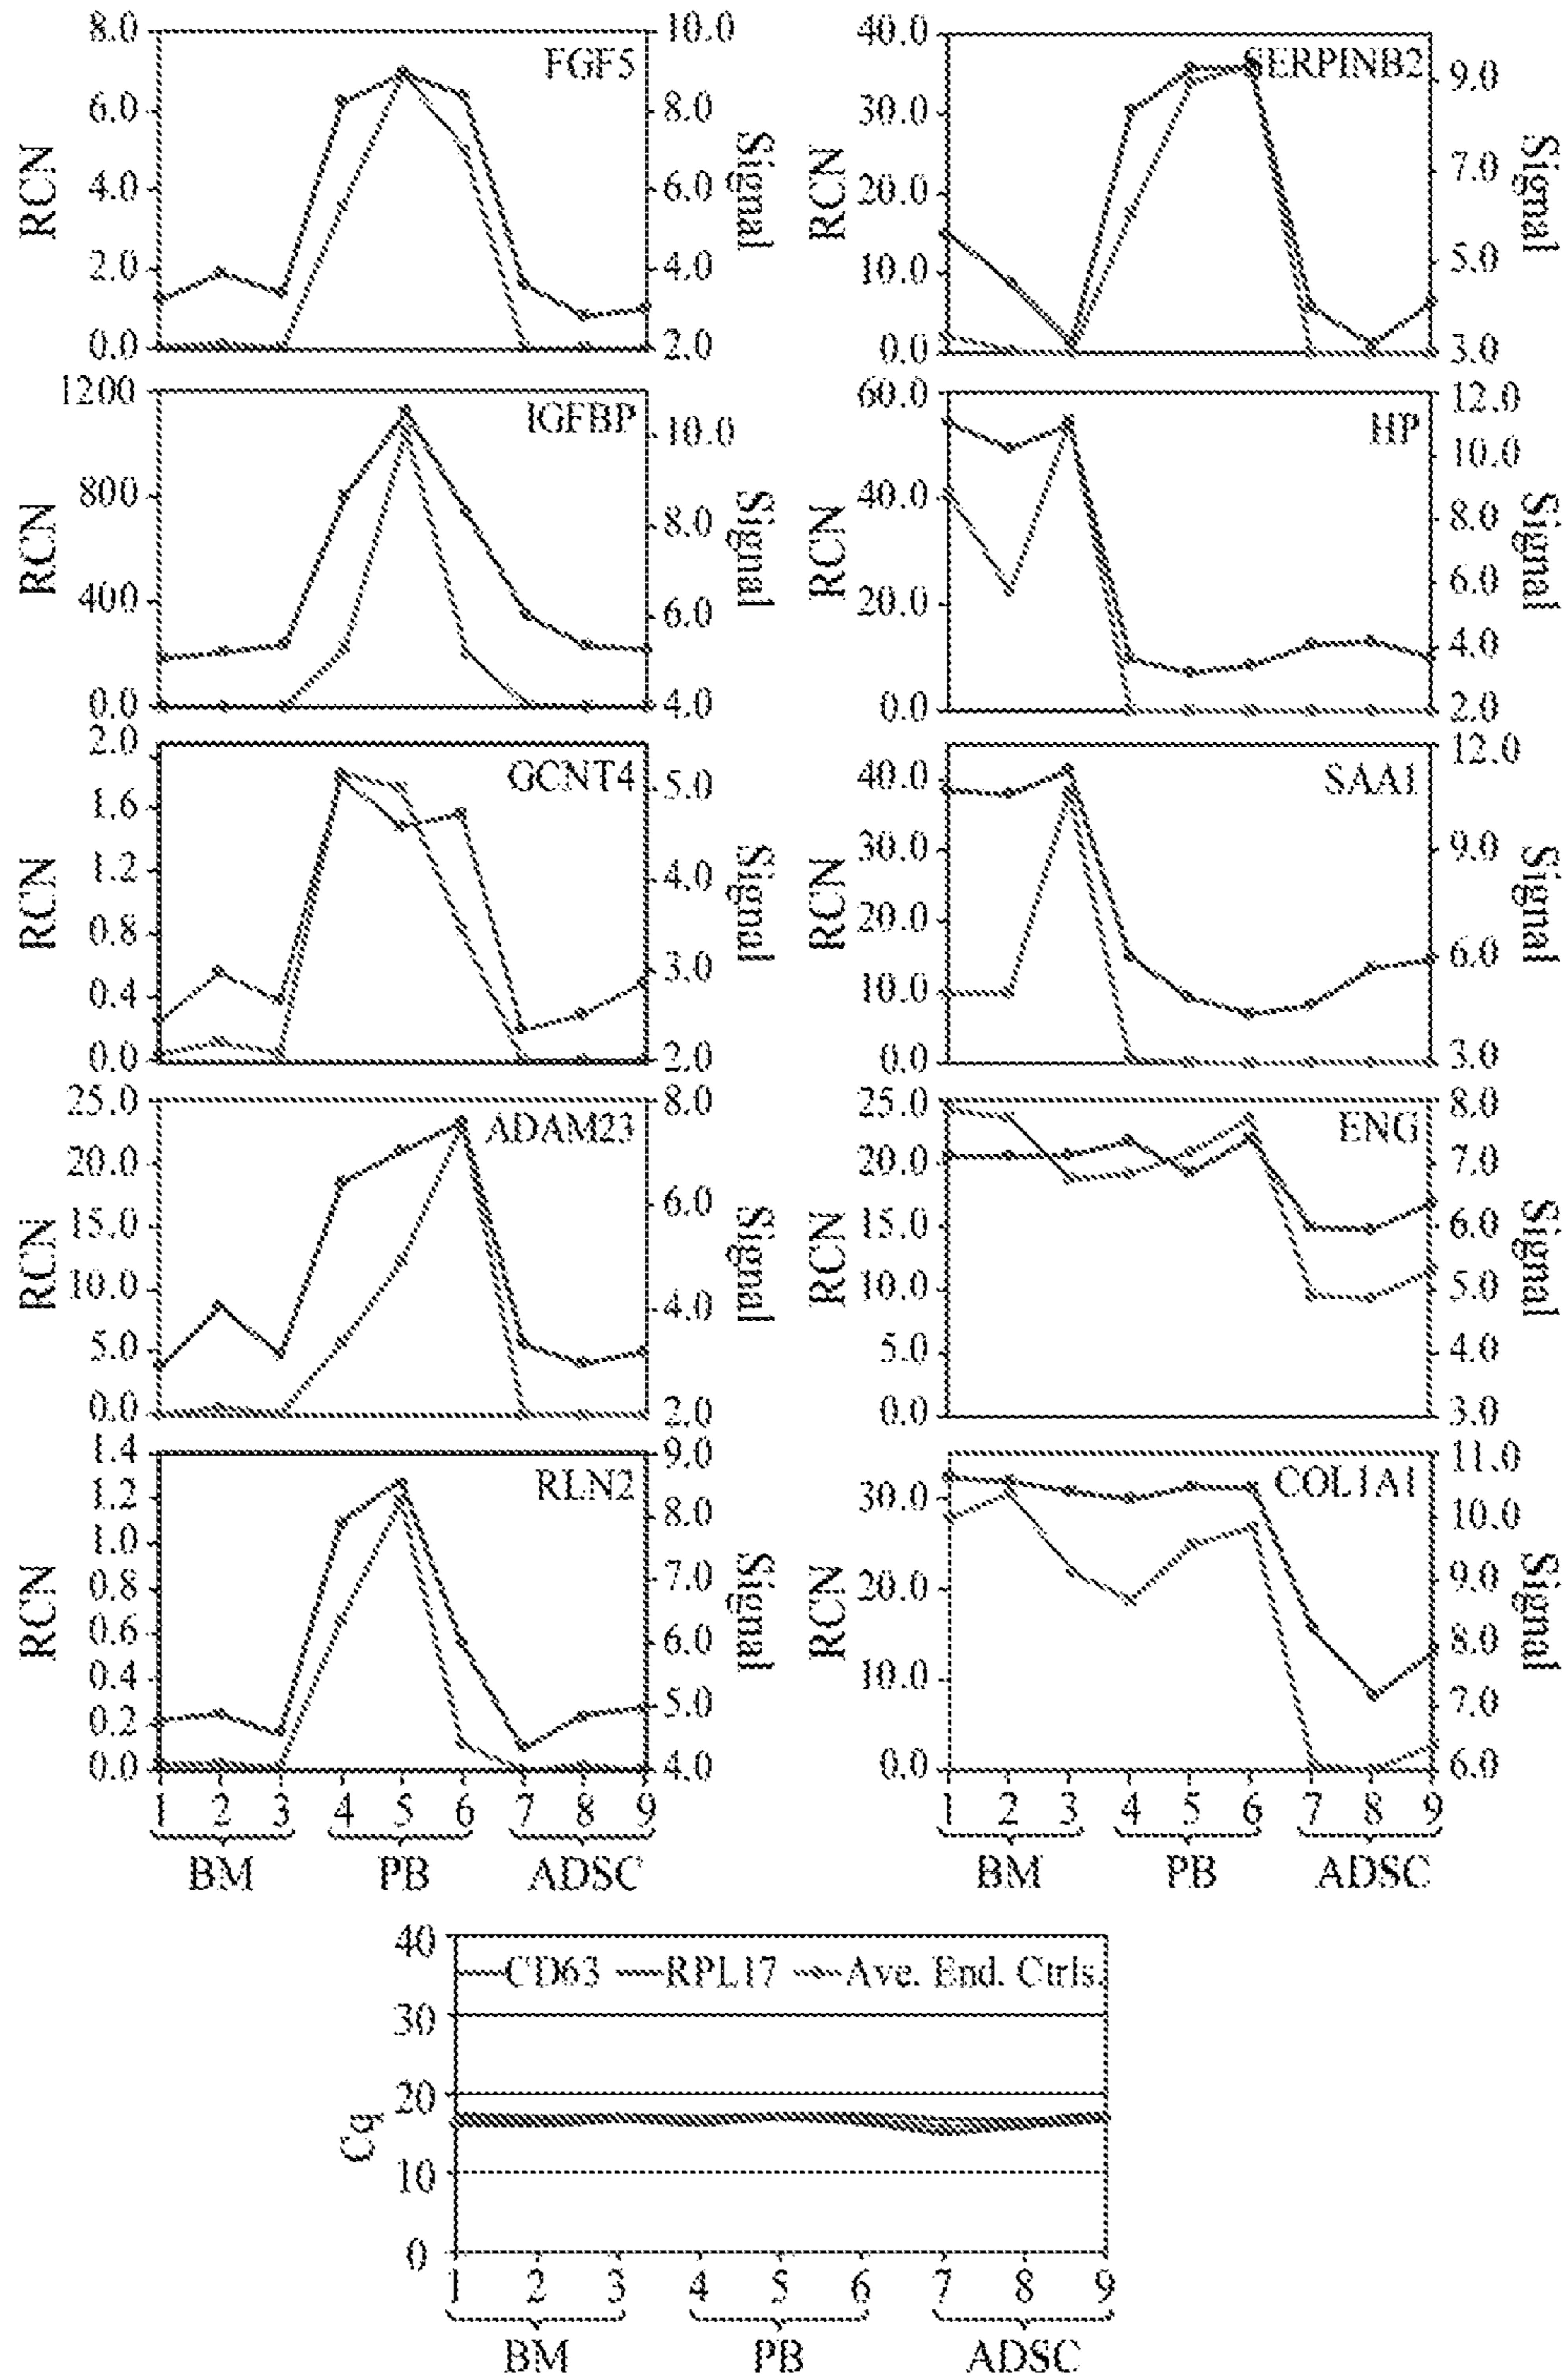 FGF5
RCN
8.0
6.0
4.0
2.0
0.0
Signal
10.0
8.0
6.0
4.0
2.0
SERPINB2
RCN
40.0
30.0
20.0
10.0
0.0
Signal
9.0
7.0
5.0
3.0
IGFBP
RCN
1200
800
400
0.0
Signal
10.0
8.0
6.0
4.0
HP
RCN
60.0
40.0
20.0
0.0
Signal
12.0
10.0
8.0
6.0
4.0
2.0
GCNT4
RCN
2.0
1.6
1.2
0.8
0.4
0.0
Signal
5.0
4.0
3.0
2.0
SAA1
RCN
40.0
30.0
20.0
10.0
0.0
Signal
12.0
9.0
6.0
3.0
ADAM23
RCN
25.0
20.0
15.0
10.0
5.0
0.0
Signal
8.0
6.0
4.0
2.0
ENG
RCN
25.0
20.0
15.0
10.0
5.0
0.0
Signal
8.0
7.0
6.0
5.0
4.0
3.0
RLN2
RCN
1.4
1.2
1.0
0.8
0.6
0.4
0.2
0.0
Signal
9.0
8.0
7.0
6.0
5.0
4.0
1 2 3 4 5 6 7 8 9
BM PB ADSC
COL1A1
RCN
30.0
20.0
10.0
0.0
Signal
11.0
10.0
9.0
8.0
7.0
6.0
1 2 3 4 5 6 7 8 9
BM PB ADSC
CD63 RPL17 Ave. End. Ctrls.
Cq
40
30
20
10
0
1 2 3 4 5 6 7 8 9
BM PB ADSC